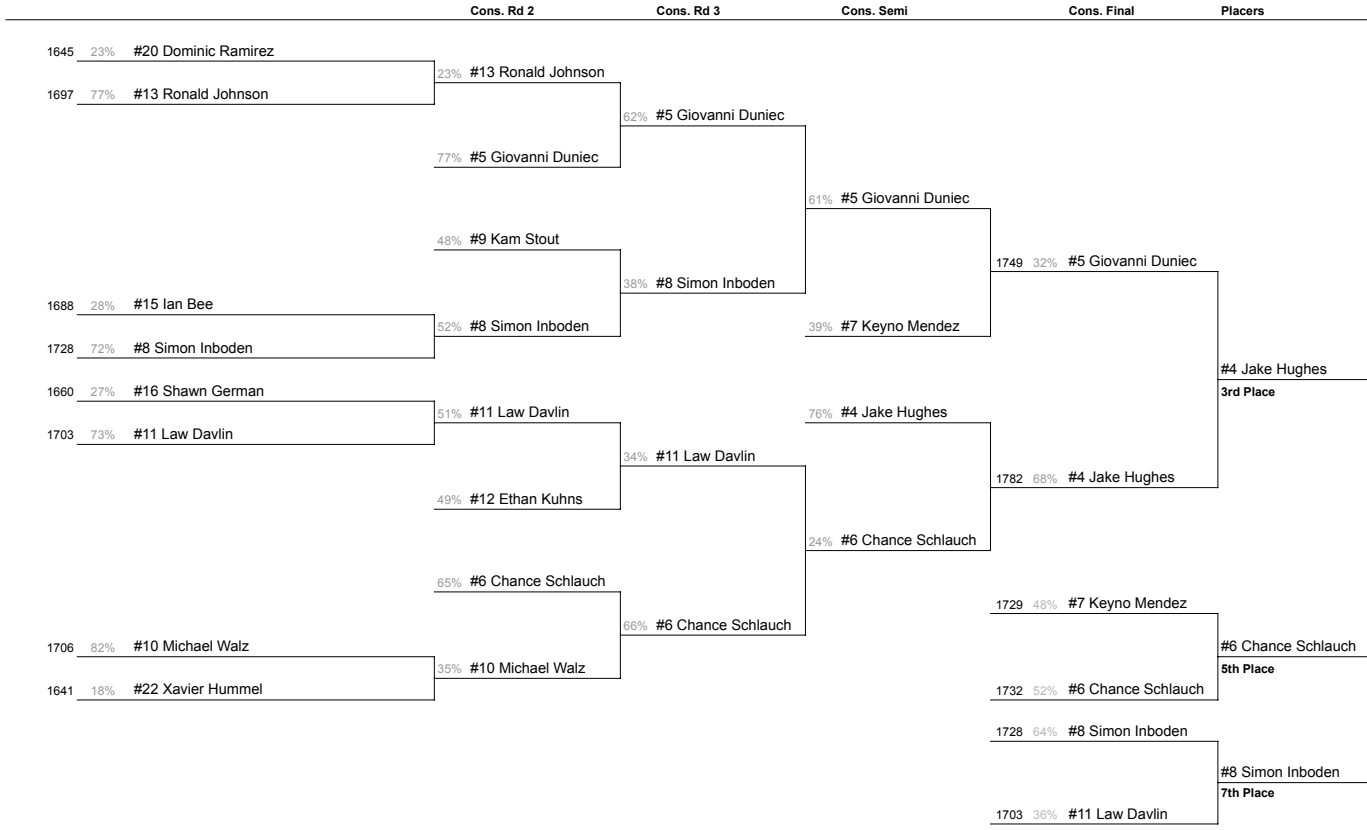 Cons. Rd 2 Cons. Rd 3 Cons. Semi Cons. Final Placers
1645 23% #20 Dominic Ramirez
23% #13 Ronald Johnson
1697 77% #13 Ronald Johnson
62% #5 Giovanni Duniec
77% #5 Giovanni Duniec
61% #5 Giovanni Duniec
48% #9 Kam Stout
1749 32% #5 Giovanni Duniec
38% #8 Simon Inboden
1688 28% #15 Ian Bee
52% #8 Simon Inboden 39% #7 Keyno Mendez
1728 72% #8 Simon Inboden
#4 Jake Hughes
1660 27% #16 Shawn German
3rd Place
51% #11 Law Davlin 76% #4 Jake Hughes
1703 73% #11 Law Davlin
34% #11 Law Davlin
1782 68% #4 Jake Hughes
49% #12 Ethan Kuhns
24% #6 Chance Schlauch
65% #6 Chance Schlauch
1729 48% #7 Keyno Mendez
66% #6 Chance Schlauch
1706 82% #10 Michael Walz
#6 Chance Schlauch
35% #10 Michael Walz
5th Place
1641 18% #22 Xavier Hummel
1732 52% #6 Chance Schlauch
1728 64% #8 Simon Inboden
#8 Simon Inboden
7th Place
1703 36% #11 Law Davlin